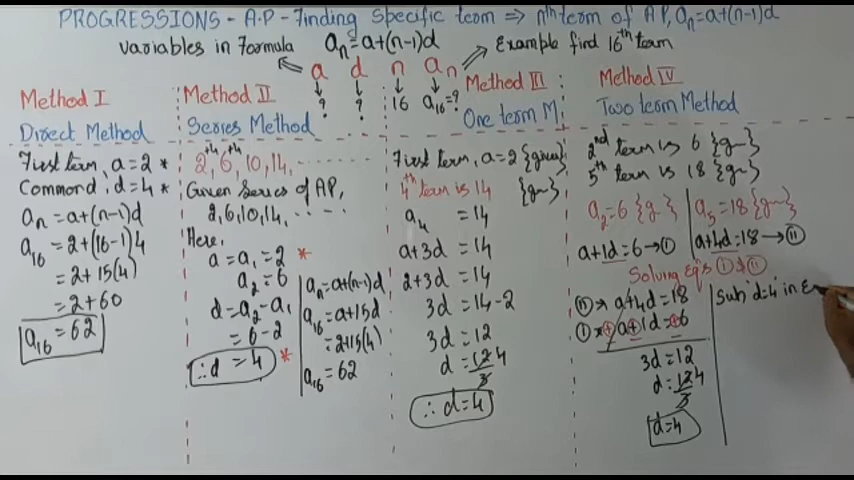 PROGRESSIONS - A.P - Finding Specific term ⇒ nth term of AP, aₙ=a+(n-1)d
variables in Formula aₙ=a+(n-1)d Example find 16th term
a d n aₙ
? ? 16 a₁₆=?
Method I
Direct Method
First term, a=2 *
Commond, d=4 *
aₙ=a+(n-1)d
a₁₆=2+(16-1)4
=2+15(4)
=2+60
a₁₆=62
Method II
Series Method
+4 +4
2, 6, 10, 14, ........
Given Series of AP,
2, 6, 10, 14, .....
Here,
a=a₁=2 *
a₂=6
d=a₂-a₁
=6-2
∴d=4 *
aₙ=a+(n-1)d
a₁₆=a+15d
=2+15(4)
a₁₆=62
Method III
One term M
First term, a=2 {given}
4th term is 14 {g~}
a₄ =14
a+3d =14
2+3d =14
3d =14-2
3d =12
d =12 4
3
∴ d=4
Method IV
Two term Method
2nd term is 6 {g~}
5th term is 18 {g~}
a₂=6 {g~} a₅=18 {g~}
a+1d=6→① a+4d=18→②
Solving Eq's ① & ②
②⇒ a+4d=18
①⇒ a+1d=6
3d=12
d=12 4
3
d=4
Sub 'd=4' in E